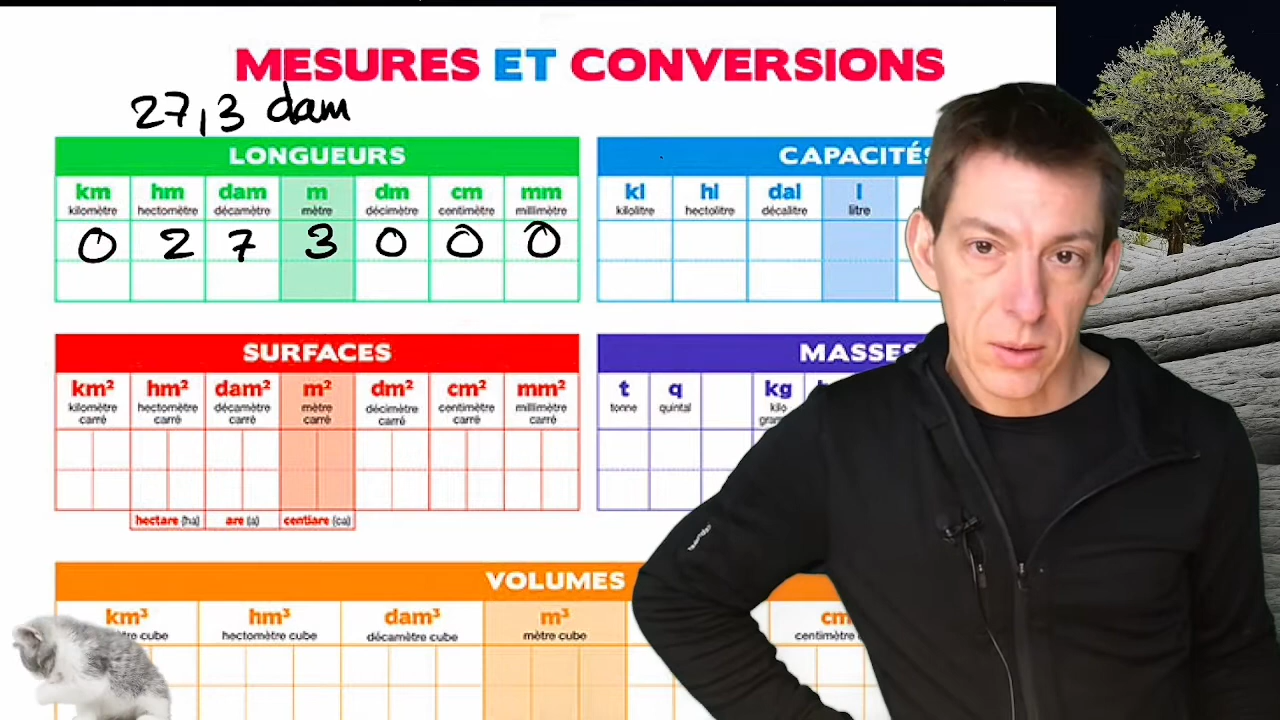 MESURES ET CONVERSIONS
27,3 dam
LONGUEURS
km hm dam m dm cm mm
kilomètre hectomètre décamètre mètre décimètre centimètre millimètre
0 2 7 3 0 0 0
CAPACITÉS
kl hl dal l
kilolitre hectolitre décalitre litre
SURFACES
km² hm² dam² m² dm² cm² mm²
kilomètre carré hectomètre carré décamètre carré mètre carré décimètre carré centimètre carré millimètre carré
hectare (ha) are (a) centiare (ca)
MASSES
t q kg
tonne quintal kilo
VOLUMES
km³ hm³ dam³ m³ cm
tre cube hectomètre cube décamètre cube mètre cube centimètre